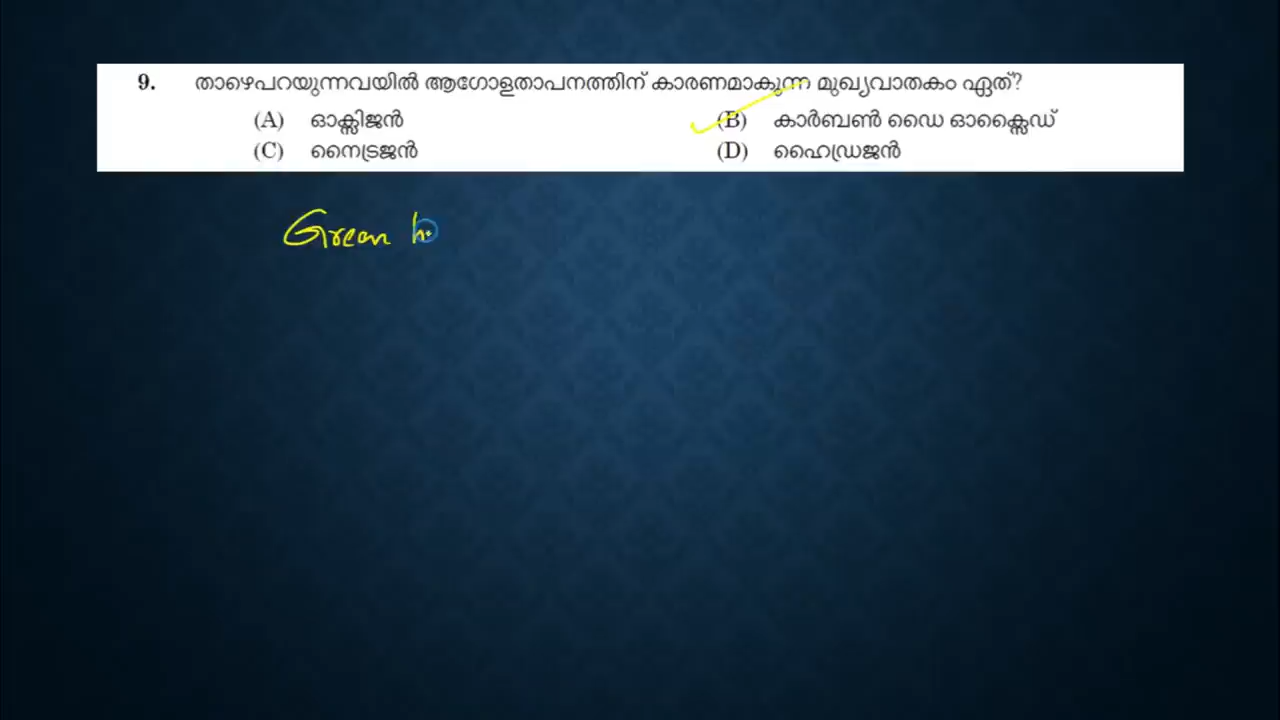 9. താഴെപറയുന്നവയിൽ ആഗോളതാപനത്തിന് കാരണമാകുന്ന മുഖ്യവാതകം ഏത്?
(A) ഓക്സിജൻ (B) കാർബൺ ഡൈ ഓക്സൈഡ്
(C) നൈട്രജൻ (D) ഹൈഡ്രജൻ
Green h